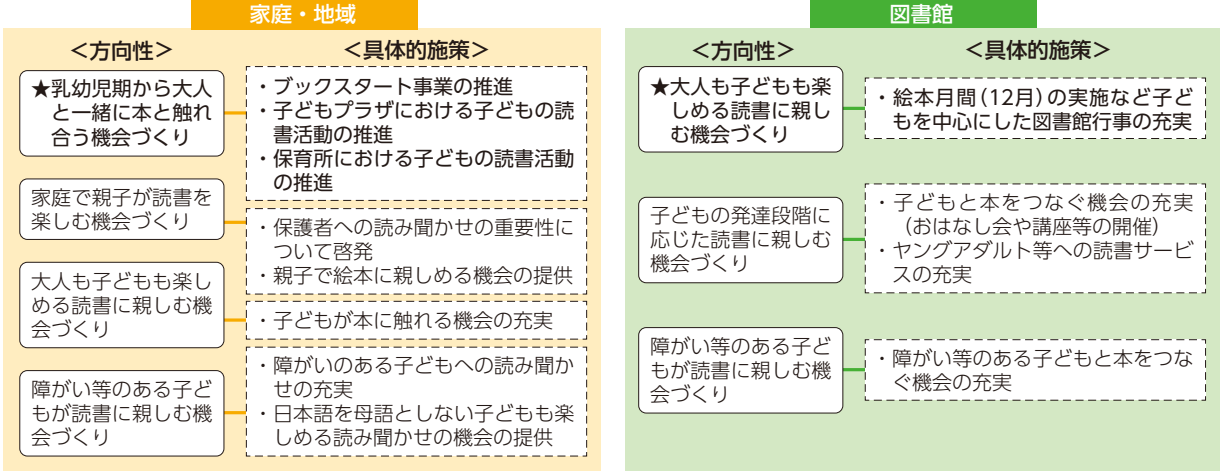 家庭・地域
＜方向性＞
＜具体的施策＞
★乳幼児期から大人
と一緒に本と触れ
合う機会づくり
・ブックスタート事業の推進
・子どもプラザにおける子どもの読
書活動の推進
・保育所における子どもの読書活動
の推進
家庭で親子が読書を
楽しむ機会づくり
・保護者への読み聞かせの重要性に
ついて啓発
・親子で絵本に親しめる機会の提供
大人も子どもも楽し
める読書に親しむ機
会づくり
・子どもが本に触れる機会の充実
障がい等のある子ど
もが読書に親しむ機
会づくり
・障がいのある子どもへの読み聞か
せの充実
・日本語を母語としない子どもも楽
しめる読み聞かせの機会の提供
図書館
＜方向性＞
＜具体的施策＞
★大人も子どもも楽
しめる読書に親し
む機会づくり
・絵本月間（12月）の実施など子ど
もを中心にした図書館行事の充実
子どもの発達段階に
応じた読書に親しむ
機会づくり
・子どもと本をつなぐ機会の充実
（おはなし会や講座等の開催）
・ヤングアダルト等への読書サービ
スの充実
障がい等のある子ど
もが読書に親しむ機
会づくり
・障がい等のある子どもと本をつな
ぐ機会の充実